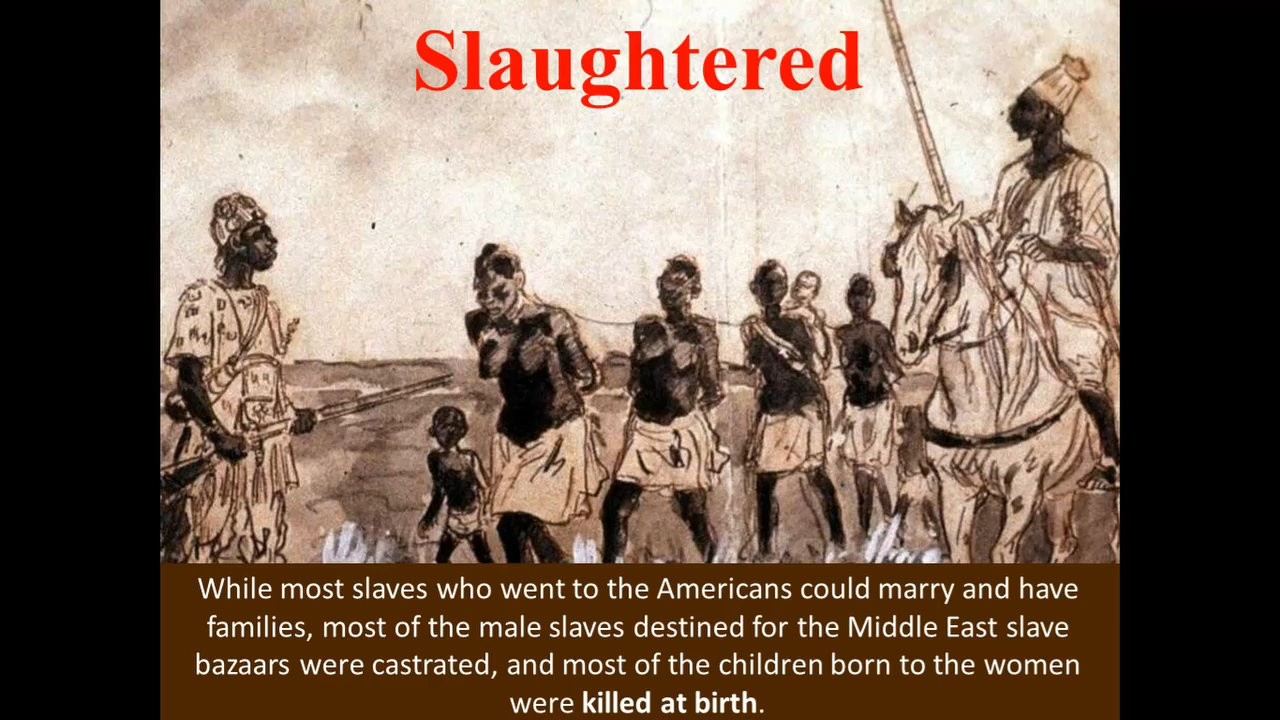 Slaughtered
While most slaves who went to the Americans could marry and have
families, most of the male slaves destined for the Middle East slave
bazaars were castrated, and most of the children born to the women
were killed at birth.